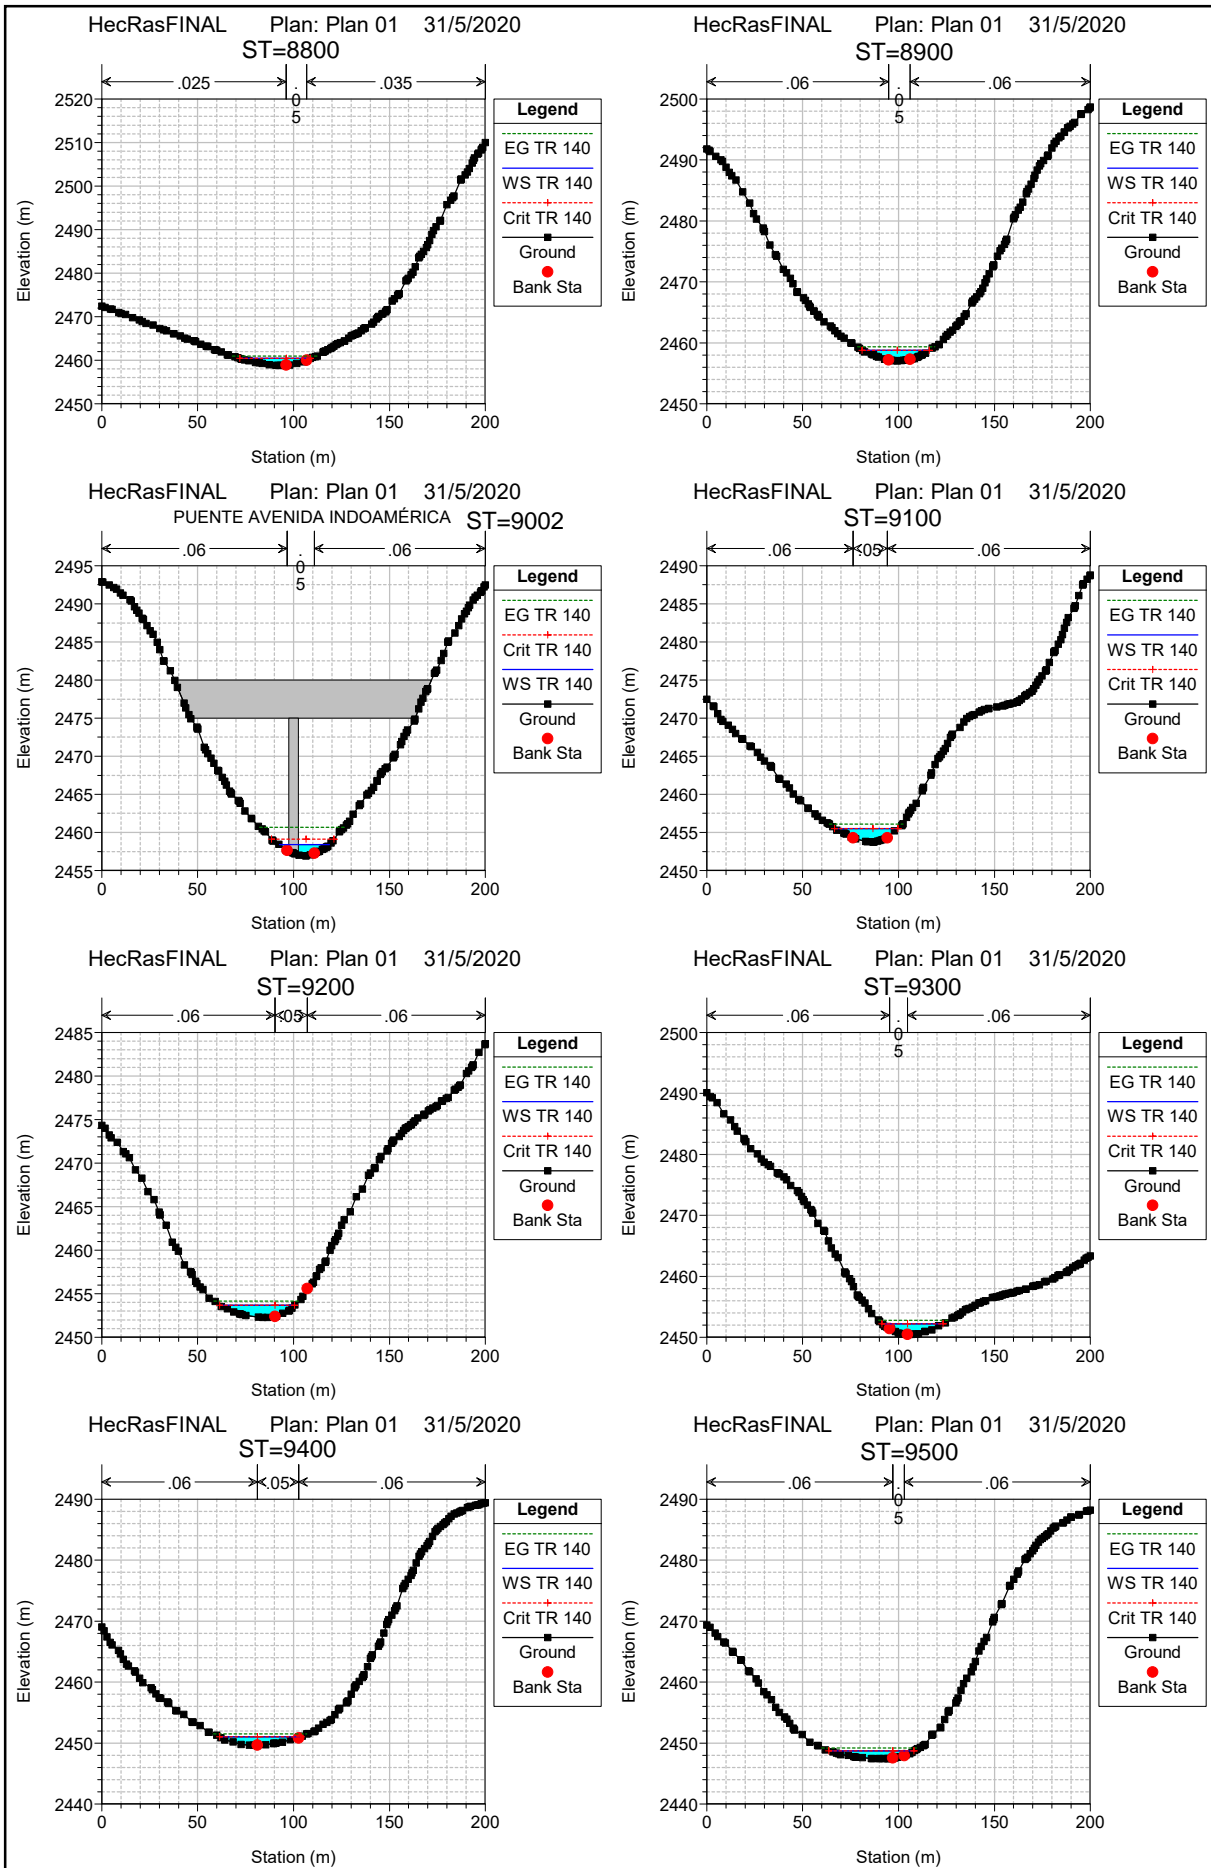 HecRasFINAL Plan: Plan 01 31/5/2020
ST=8800
.025
.05
.035
2520
2510
2500
2490
2480
2470
2460
2450
0 50 100 150 200
Station (m)
Elevation (m)
Legend
EG TR 140
WS TR 140
Crit TR 140
Ground
Bank Sta
HecRasFINAL Plan: Plan 01 31/5/2020
ST=8900
.06
.05
.06
2500
2490
2480
2470
2460
2450
0 50 100 150 200
Station (m)
Elevation (m)
Legend
EG TR 140
WS TR 140
Crit TR 140
Ground
Bank Sta
HecRasFINAL Plan: Plan 01 31/5/2020
PUENTE AVENIDA INDOAMÉRICA ST=9002
.06
.05
.06
2495
2490
2485
2480
2475
2470
2465
2460
2455
0 50 100 150 200
Station (m)
Elevation (m)
Legend
EG TR 140
Crit TR 140
WS TR 140
Ground
Bank Sta
HecRasFINAL Plan: Plan 01 31/5/2020
ST=9100
.06
.05
.06
2490
2485
2480
2475
2470
2465
2460
2455
2450
0 50 100 150 200
Station (m)
Elevation (m)
Legend
EG TR 140
WS TR 140
Crit TR 140
Ground
Bank Sta
HecRasFINAL Plan: Plan 01 31/5/2020
ST=9200
.06
.05
.06
2485
2480
2475
2470
2465
2460
2455
2450
0 50 100 150 200
Station (m)
Elevation (m)
Legend
EG TR 140
WS TR 140
Crit TR 140
Ground
Bank Sta
HecRasFINAL Plan: Plan 01 31/5/2020
ST=9300
.06
.05
.06
2500
2490
2480
2470
2460
2450
0 50 100 150 200
Station (m)
Elevation (m)
Legend
EG TR 140
WS TR 140
Crit TR 140
Ground
Bank Sta
HecRasFINAL Plan: Plan 01 31/5/2020
ST=9400
.06
.05
.06
2490
2480
2470
2460
2450
2440
0 50 100 150 200
Station (m)
Elevation (m)
Legend
EG TR 140
WS TR 140
Crit TR 140
Ground
Bank Sta
HecRasFINAL Plan: Plan 01 31/5/2020
ST=9500
.06
.05
.06
2490
2480
2470
2460
2450
2440
0 50 100 150 200
Station (m)
Elevation (m)
Legend
EG TR 140
WS TR 140
Crit TR 140
Ground
Bank Sta